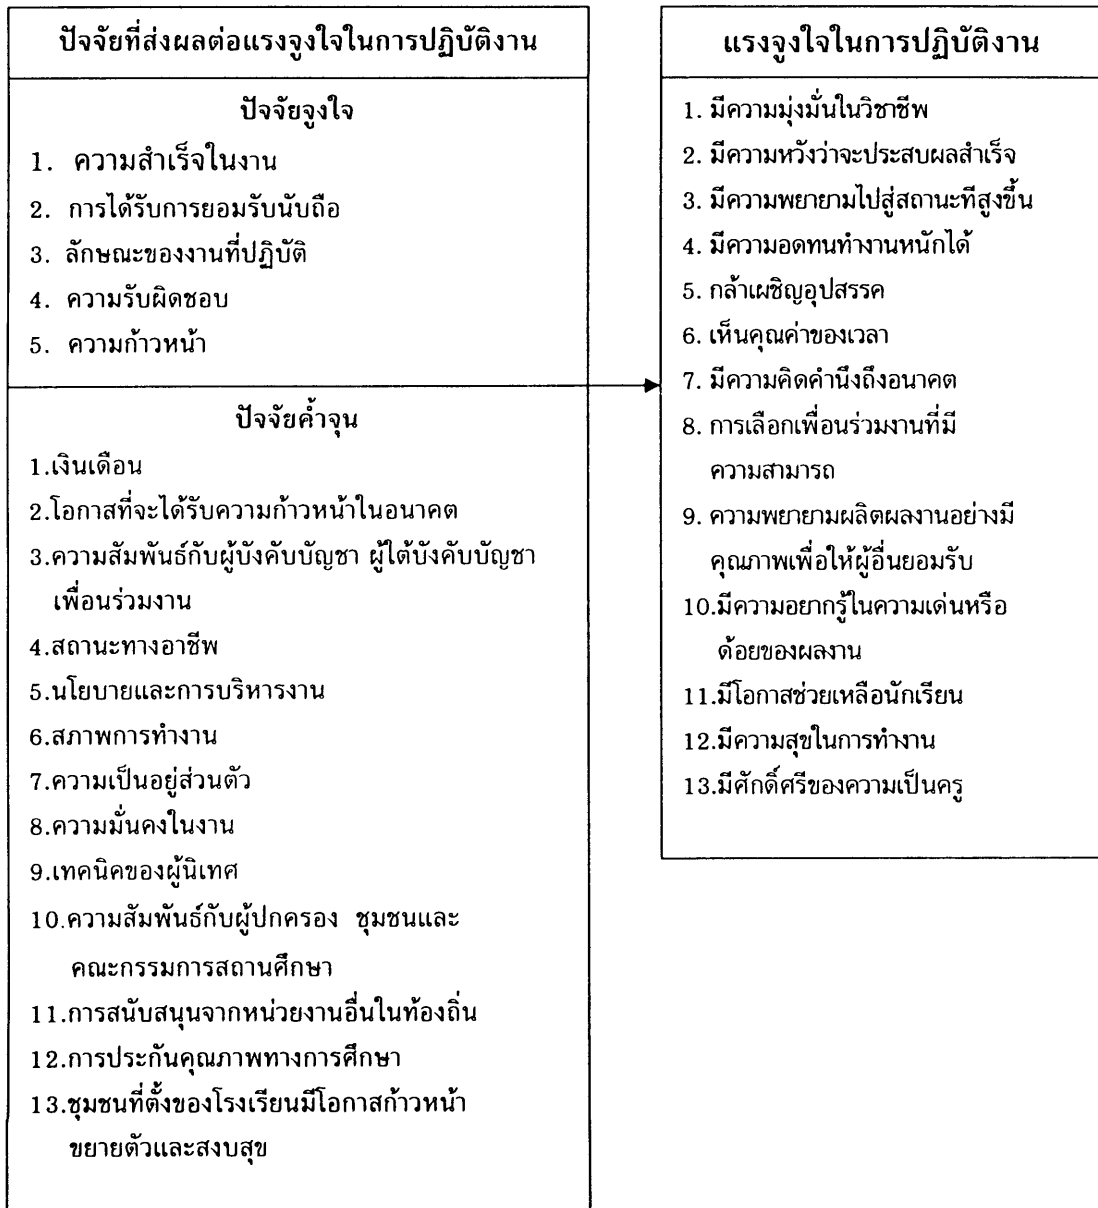 ปัจจัยที่ส่งผลต่อแรงจูงใจในการปฏิบัติงาน
ปัจจัยจูงใจ
1. ความสำเร็จในงาน
2. การได้รับการยอมรับนับถือ
3. ลักษณะของงานที่ปฏิบัติ
4. ความรับผิดชอบ
5. ความก้าวหน้า
ปัจจัยค้ำจุน
1.เงินเดือน
2.โอกาสที่จะได้รับความก้าวหน้าในอนาคต
3.ความสัมพันธ์กับผู้บังคับบัญชา ผู้ใต้บังคับบัญชา
เพื่อนร่วมงาน
4.สถานะทางอาชีพ
5.นโยบายและการบริหารงาน
6.สภาพการทำงาน
7.ความเป็นอยู่ส่วนตัว
8.ความมั่นคงในงาน
9.เทคนิคของผู้นิเทศ
10.ความสัมพันธ์กับผู้ปกครอง ชุมชนและ
คณะกรรมการสถานศึกษา
11.การสนับสนุนจากหน่วยงานอื่นในท้องถิ่น
12.การประกันคุณภาพทางการศึกษา
13.ชุมชนที่ตั้งของโรงเรียนมีโอกาสก้าวหน้า
ขยายตัวและสงบสุข
แรงจูงใจในการปฏิบัติงาน
1. มีความมุ่งมั่นในวิชาชีพ
2. มีความหวังว่าจะประสบผลสำเร็จ
3. มีความพยายามไปสู่สถานะทีสูงขึ้น
4. มีความอดทนทำงานหนักได้
5. กล้าเผชิญอุปสรรค
6. เห็นคุณค่าของเวลา
7. มีความคิดคำนึงถึงอนาคต
8. การเลือกเพื่อนร่วมงานที่มี
ความสามารถ
9. ความพยายามผลิตผลงานอย่างมี
คุณภาพเพื่อให้ผู้อื่นยอมรับ
10.มีความอยากรู้ในความเด่นหรือ
ด้อยของผลงาน
11.มีโอกาสช่วยเหลือนักเรียน
12.มีความสุขในการทำงาน
13.มีศักดิ์ศรีของความเป็นครู